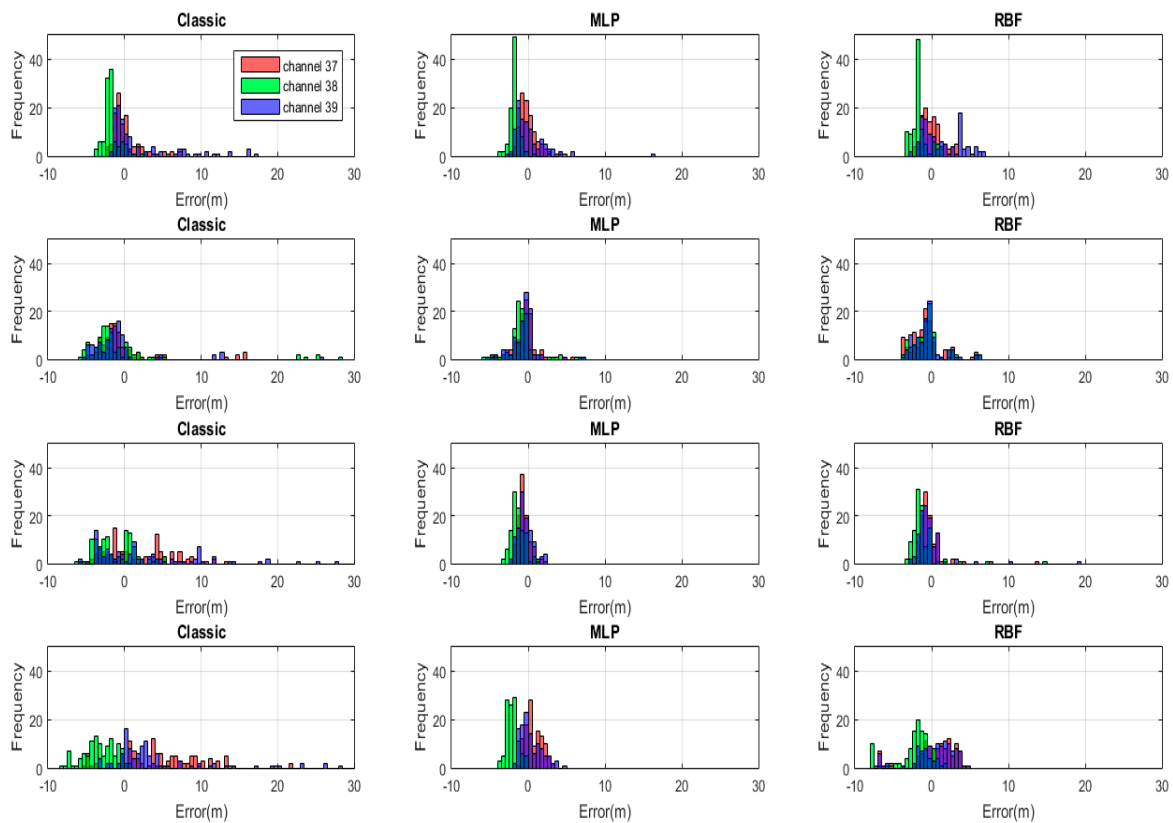 Classic MLP RBF
Frequency 40 20 0 channel 37 Frequency 40 20 0 Frequency 40 20 0
channel 38
channel 39
-10 0 10 20 30 -10 0 10 20 30 -10 0 10 20 30
Error(m) Error(m) Error(m)
Classic MLP RBF
Frequency 40 20 0 Frequency 40 20 0 Frequency 40 20 0
-10 0 10 20 30 -10 0 10 20 30 -10 0 10 20 30
Error(m) Error(m) Error(m)
Classic MLP RBF
Frequency 40 20 0 Frequency 40 20 0 Frequency 40 20 0
-10 0 10 20 30 -10 0 10 20 30 -10 0 10 20 30
Error(m) Error(m) Error(m)
Classic MLP RBF
Frequency 40 20 0 Frequency 40 20 0 Frequency 40 20 0
-10 0 10 20 30 -10 0 10 20 30 -10 0 10 20 30
Error(m) Error(m) Error(m)